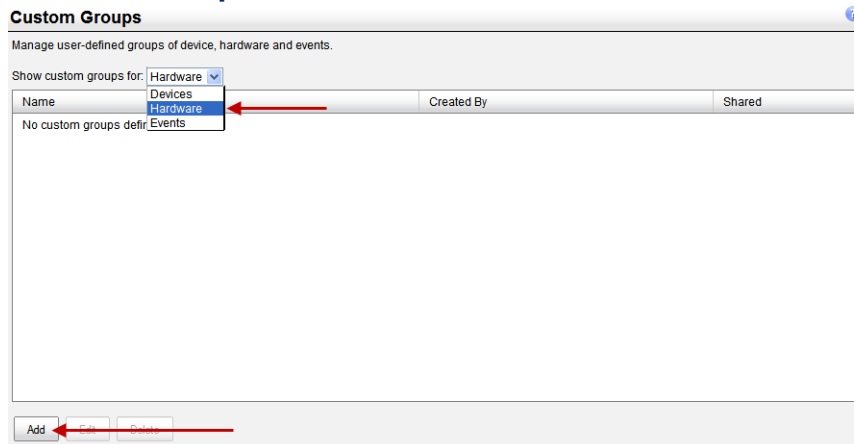 Custom Groups
?
Manage user-defined groups of device, hardware and events.
Show custom groups for: Hardware
Devices
Name Created By Shared
Hardware
No custom groups defin
Events
Add Edit Delete